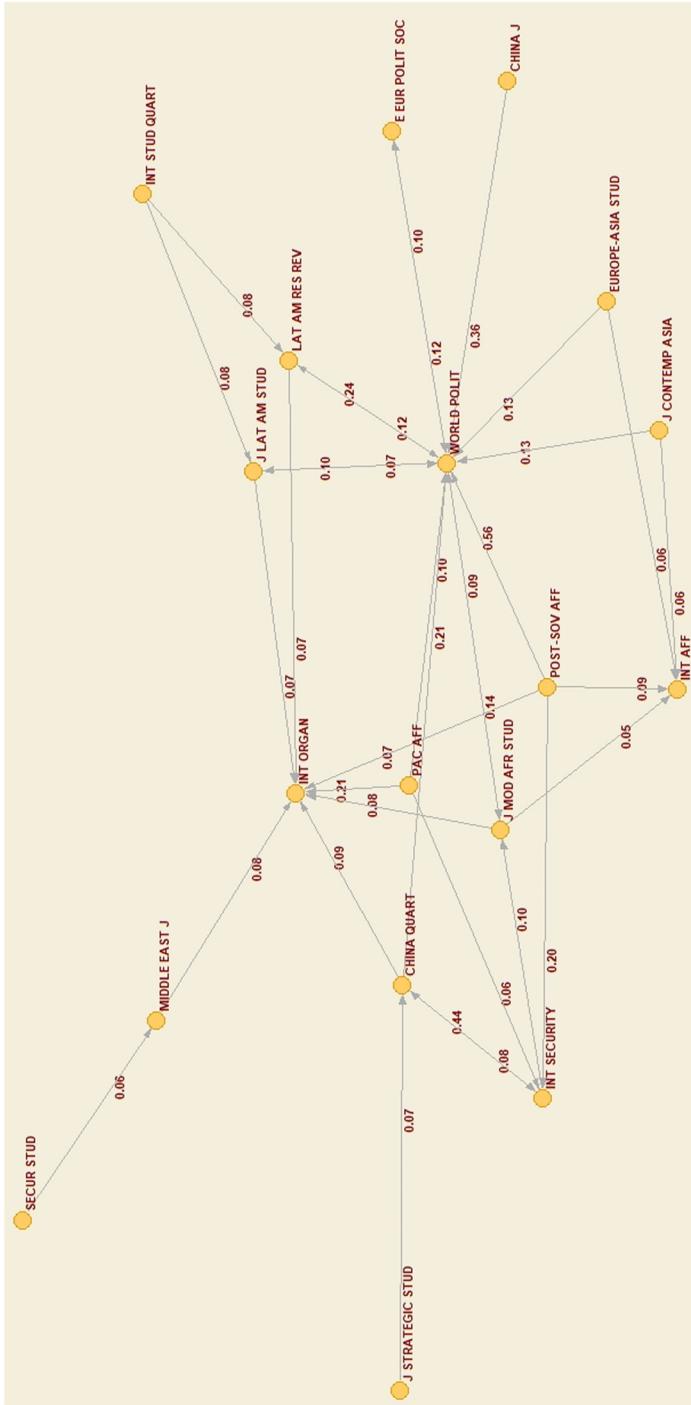 SECUR STUD
0.06
MIDDLE EAST J
0.08
INT STUD QUART
0.08
0.08
J LAT AM STUD
LAT AM RES REV
0.07
0.07
INT ORGAN
0.10
0.07
0.24
0.12
E EUR POLIT SOC
0.10
0.12
CHINA J
0.36
WORLD POLIT
J STRATEGIC STUD
0.07
CHINA QUART
0.09
0.21
0.08
0.07
PAC AFF
0.21
0.10
0.09
0.56
0.14
0.13
0.13
0.44
0.08
0.06
0.10
0.20
INT SECURITY
J MOD AFR STUD
POST-SOV AFF
0.05
0.09
INT AFF
0.06
0.06
EUROPE-ASIA STUD
J CONTEMP ASIA